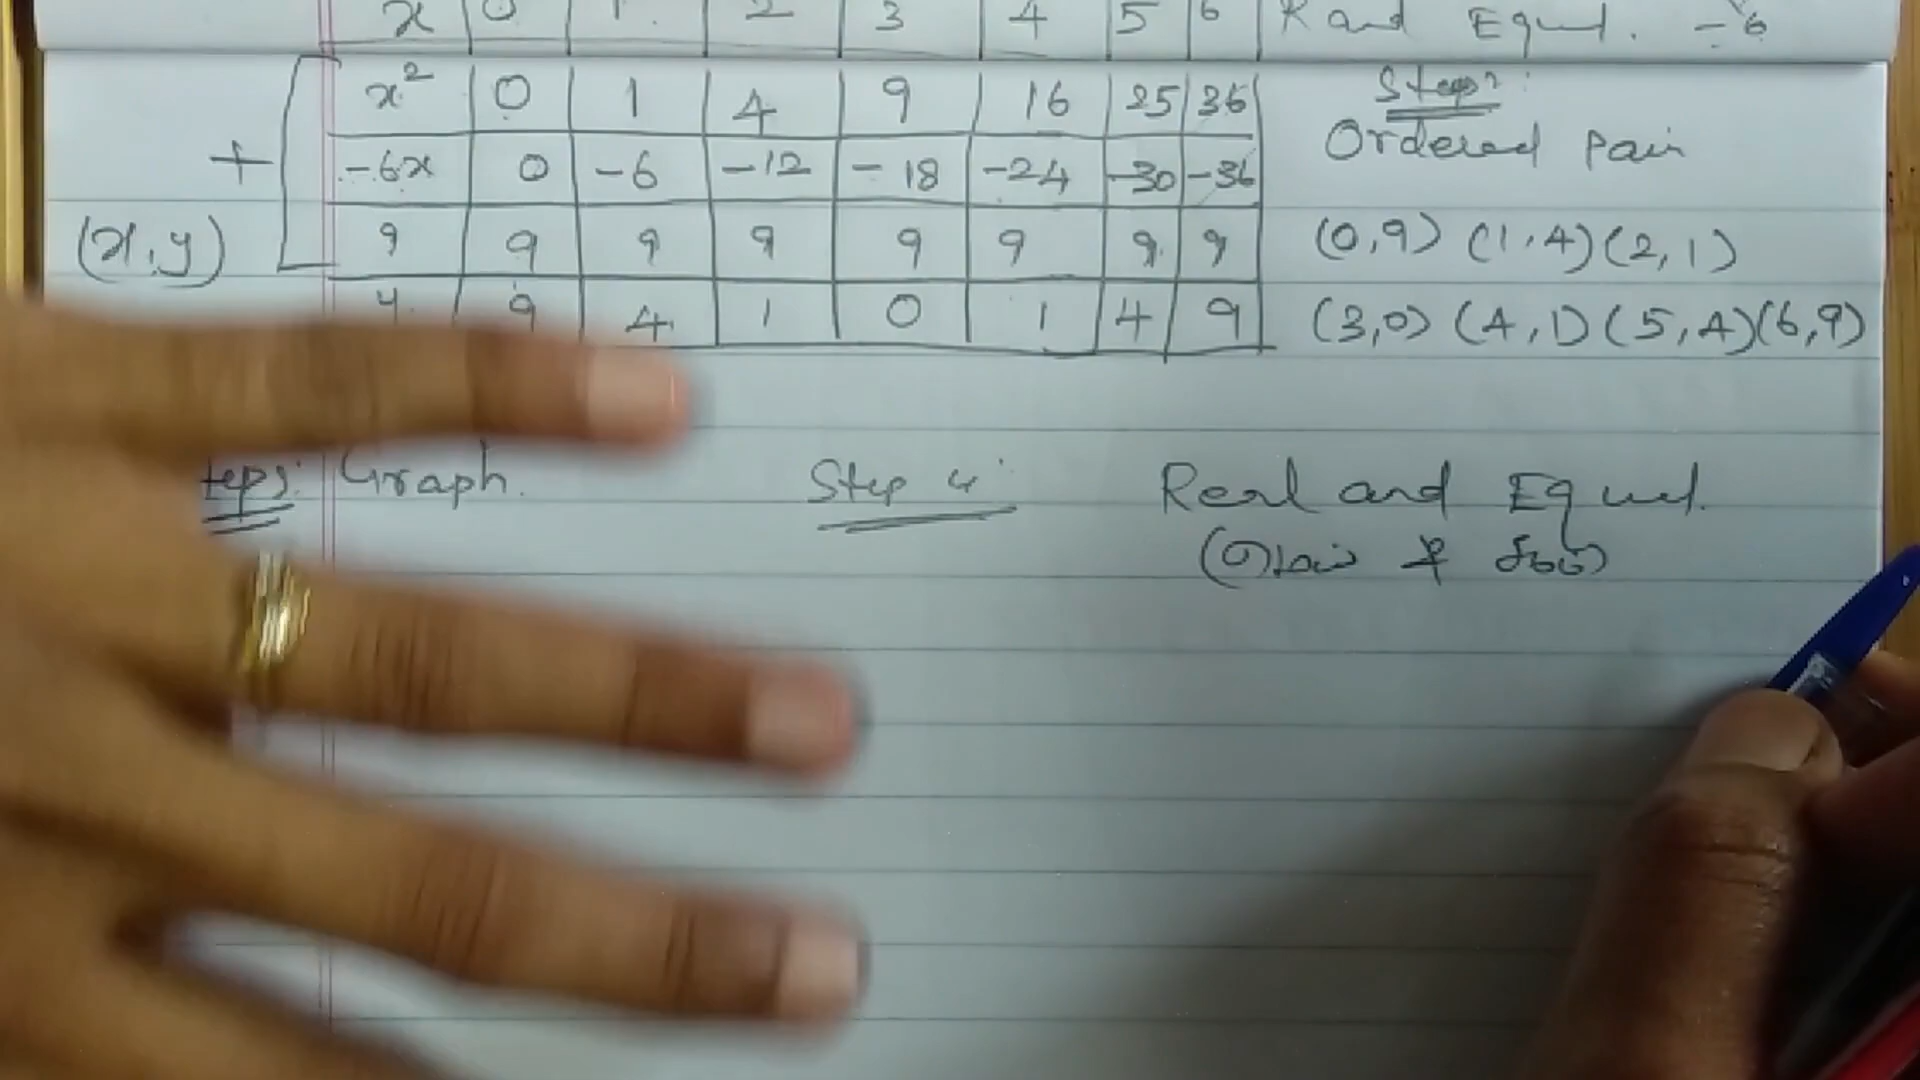 x 0 1 2 3 4 5 6 R and Equal. -6
x² 0 1 4 9 16 25 36 Step2:
+ -6x 0 -6 -12 -18 -24 -30 -36 Ordered Pair
(x,y) 9 9 9 9 9 9 9 9 (0,9) (1,4) (2,1)
y 9 4 1 0 1 4 9 (3,0) (4,1) (5,4) (6,9)
Graph. Step 4: Real and Equal.